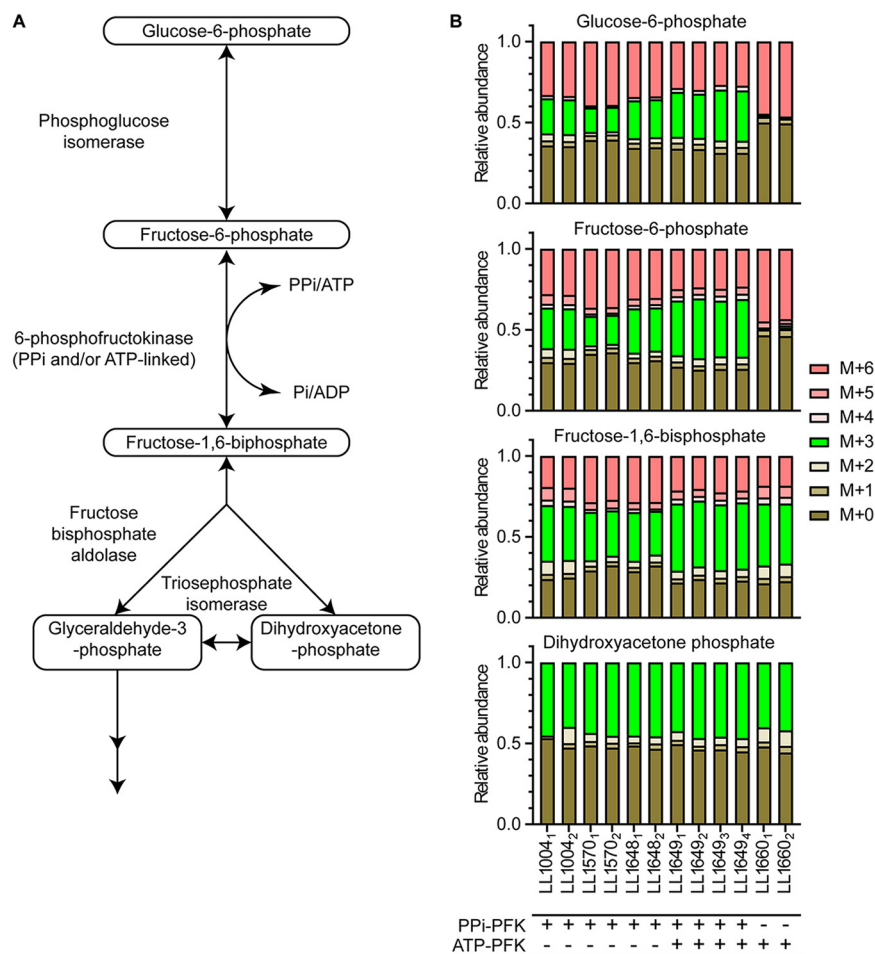 A
Glucose-6-phosphate
Phosphoglucose
isomerase
Fructose-6-phosphate
PPi/ATP
6-phosphofructokinase
(PPi and/or ATP-linked)
Pi/ADP
Fructose-1,6-biphosphate
Fructose
bisphosphate
aldolase
Triosephosphate
isomerase
Glyceraldehyde-3
-phosphate
Dihydroxyacetone
-phosphate
B
Glucose-6-phosphate
Relative abundance
1.0
0.5
0.0
Fructose-6-phosphate
Relative abundance
1.0
0.5
0.0
Fructose-1,6-bisphosphate
Relative abundance
1.0
0.5
0.0
Dihydroxyacetone phosphate
Relative abundance
1.0
0.5
0.0
M+6
M+5
M+4
M+3
M+2
M+1
M+0
LL1004₁
LL1004₂
LL1570₁
LL1570₂
LL1648₁
LL1648₂
LL1649₁
LL1649₂
LL1649₃
LL1649₄
LL1660₁
LL1660₂
PPi-PFK + + + + + + + + + + - -
ATP-PFK - - - - - - + + + + + +